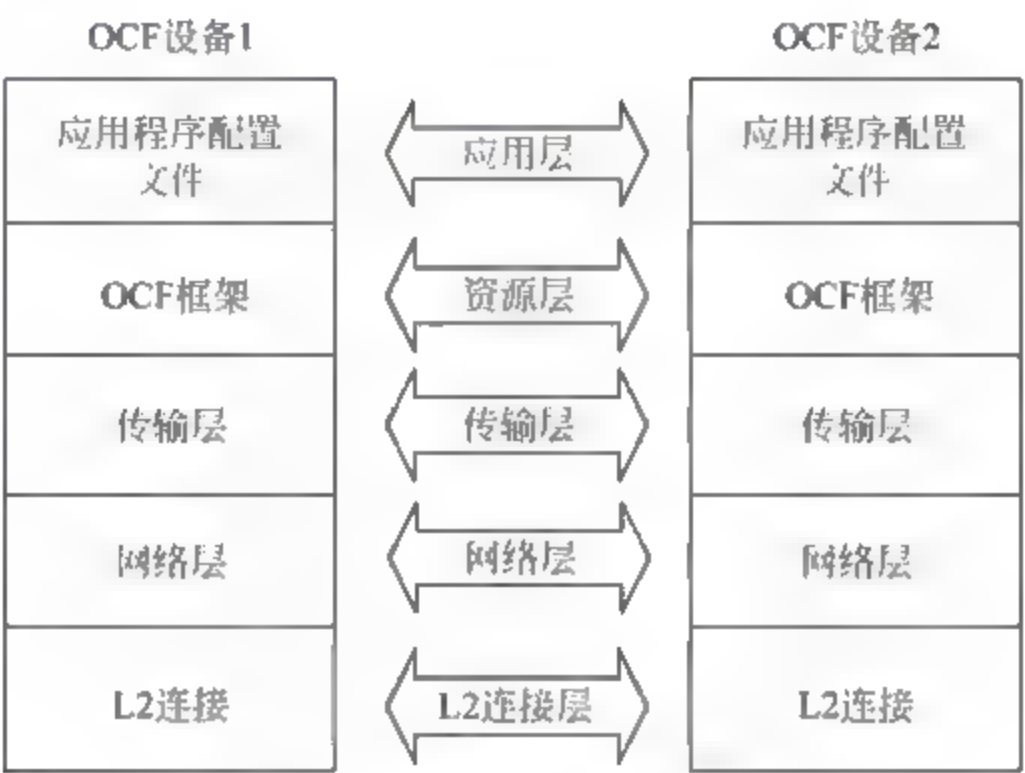 OCF设备1
OCF设备2
应用程序配置
文件
应用层
应用程序配置
文件
OCF框架
资源层
OCF框架
传输层
传输层
传输层
网络层
网络层
网络层
L2连接
L2连接层
L2连接